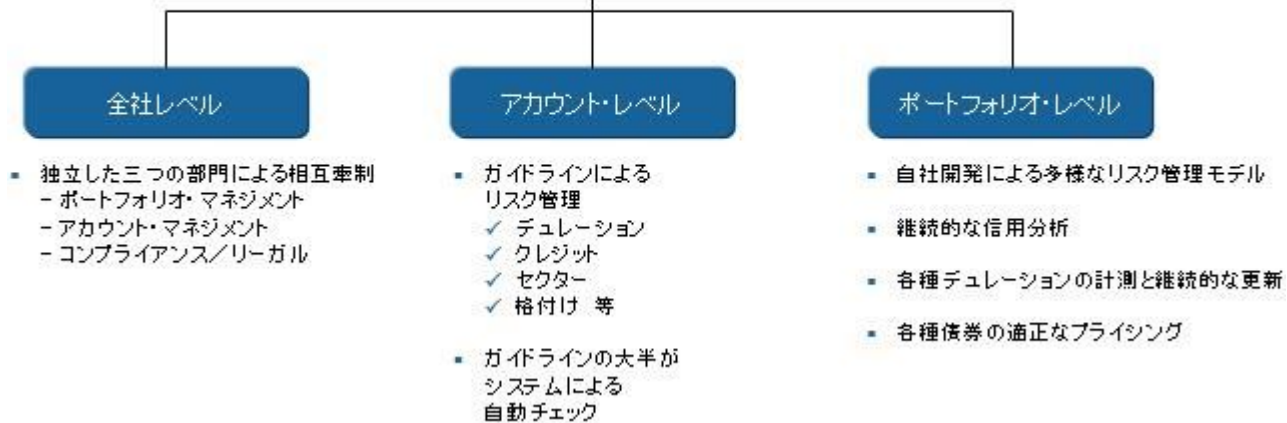 全社レベル
▪ 独立した三つの部門による相互牽制
– ポートフォリオ・マネジメント
– アカウント・マネジメント
– コンプライアンス／リーガル
アカウント・レベル
▪ ガイドラインによる
リスク管理
✓ デュレーション
✓ クレジット
✓ セクター
✓ 格付け 等
▪ ガイドラインの大半が
システムによる
自動チェック
ポートフォリオ・レベル
▪ 自社開発による多様なリスク管理モデル
▪ 継続的な信用分析
▪ 各種デュレーションの計測と継続的な更新
▪ 各種債券の適正なプライシング